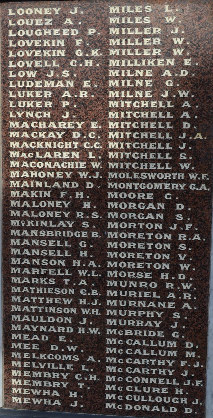 LOONEY J.
LOUEZ A.
LOUGHEED P.
LOVEKIN F.
LOVEKIN G.K.
LOVELL C.H.
LOW J.S.
LUDEMAN E.
LUKER A.R.
LUKER P.
LYNCH J.
MACHAREY E.
MACKAY D.C.
MACKNIGHT C.C.
MacLAREN L.
MACONACHIE W.
MAHONEY W.J.
MAINLAND D.
MAKIN F.H.
MALONEY H.
MALONEY R.S.
McKINLAY S.
MANSBRIDGE B.
MANSELL G.
MANSELL H.
MANSON H.A.
MARFELL W.L.
MARKS T.A.
MATHIESON C.B.
MATTHEW H.J.
MATTINSON W.H.
MAULDON J.
MAYNARD H.W.
MEAD E.
MEE D.W.
MELKCOMS A.
MELVILLE L.
MEMBRY C.H.
MEMBRY T.
MEWHA H.
MEWHA J.
MILES L.
MILES W.
MILLER J.
MILLER W.
MILLER W.
MILLIKEN E.
MILNE A.D.
MILNE G.
MILNE J.W.
MITCHELL A.
MITCHELL A.
MITCHELL D.
MITCHELL J.A.
MITCHELL J.
MITCHELL S.
MITCHELL W.
MOLESWORTH W.F.
MONTGOMERY G.A.
MOORE C.
MORGAN D.
MORGAN S.
MORTON J.F.
MORETON R.A.
MORETON S.
MORETON V.
MORETON W.
MORSE H.D.
MUNRO R.W.
MURIEL A.R.
MURNANE A.
MURPHY S.
MURRAY J.
McBRIDE G.
McCALLUM D.
McCALLUM M.
McCARTHY F.J.
McCARTHY J.
McCONNELL J.F.
McCLURE H.
McCULLOUGH J.
McDONALD D.